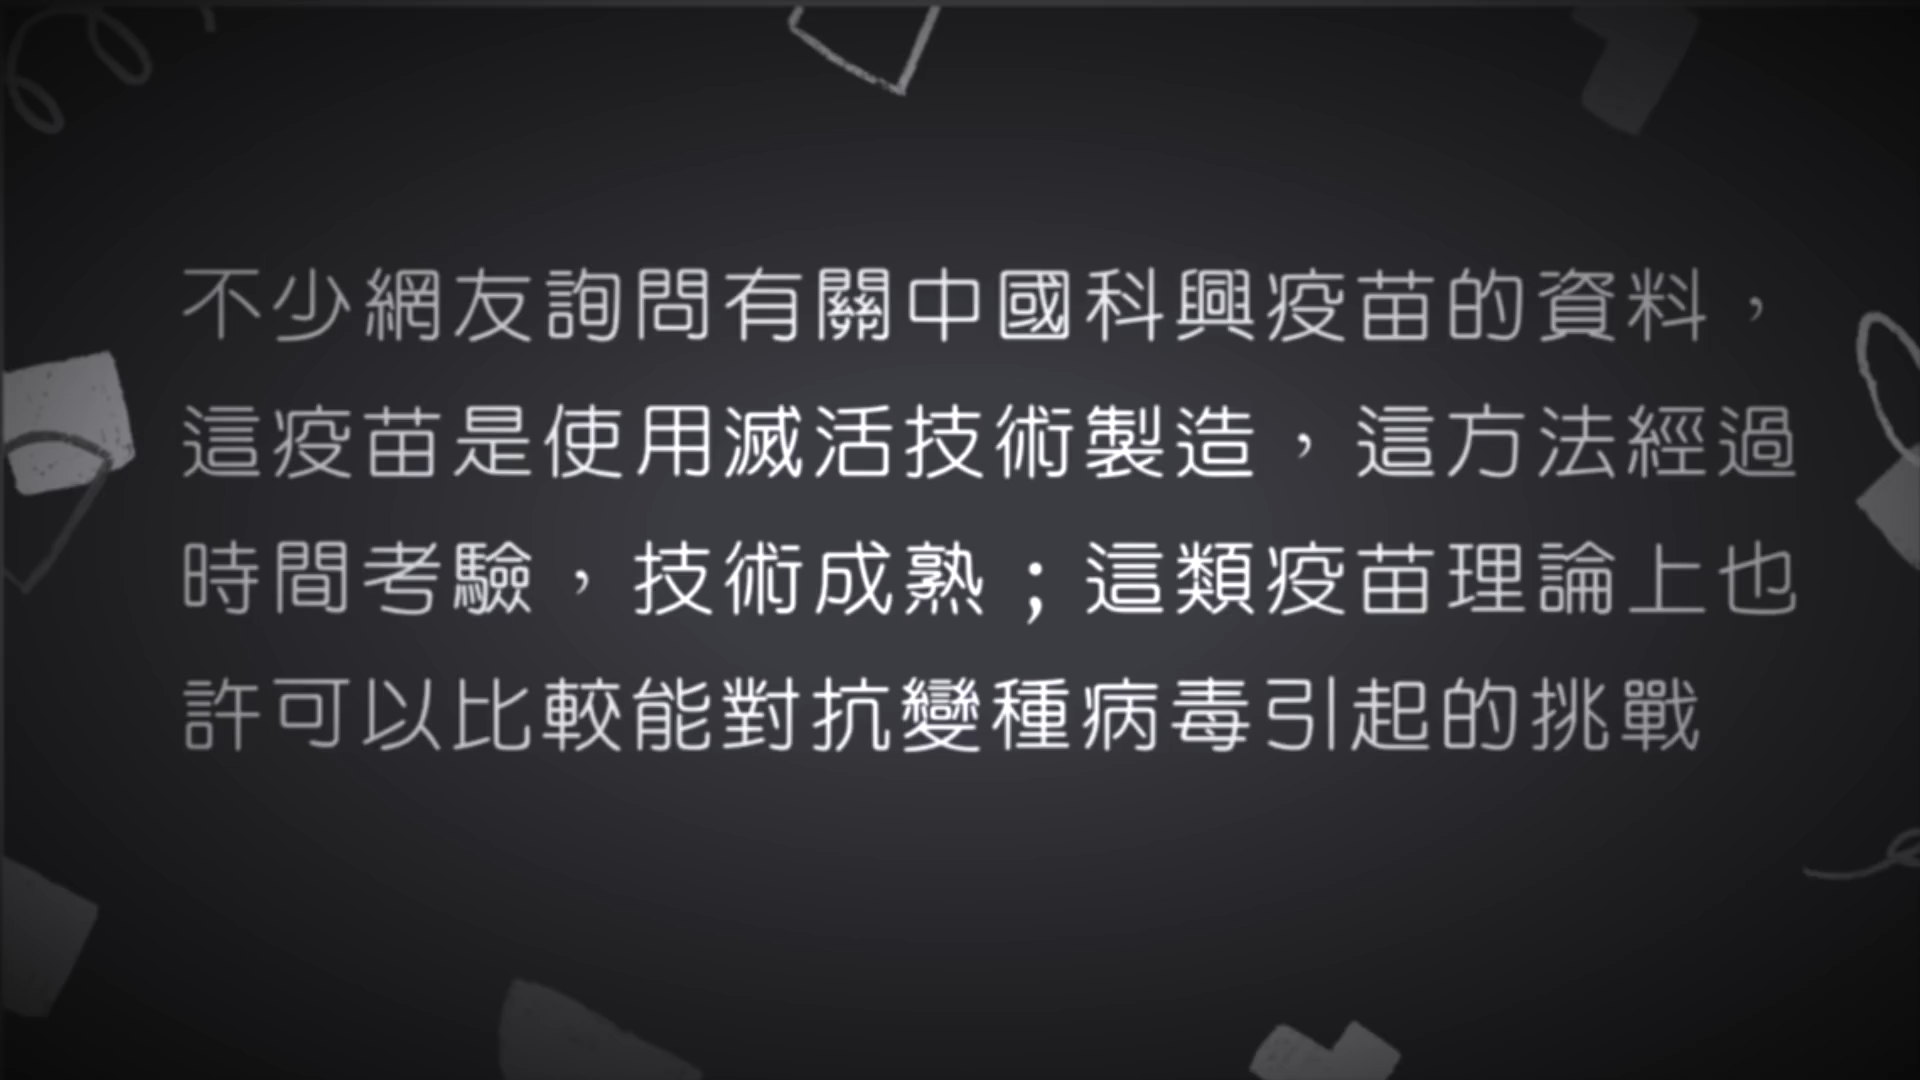 不少網友詢問有關中國科興疫苗的資料，
這疫苗是使用滅活技術製造，這方法經過
時間考驗，技術成熟；這類疫苗理論上也
許可以比較能對抗變種病毒引起的挑戰